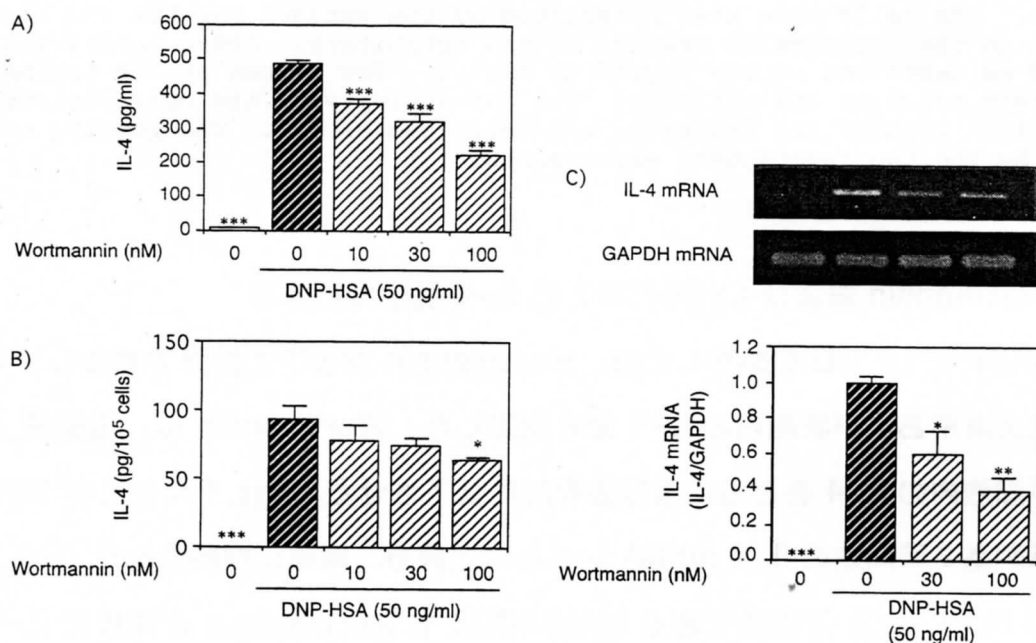 A)
600
500
400
300
200
100
0
IL-4 (pg/ml)
***
***
***
***
Wortmannin (nM)
0 0 10 30 100
DNP-HSA (50 ng/ml)
B)
150
100
50
0
IL-4 (pg/10⁵ cells)
***
*
Wortmannin (nM)
0 0 10 30 100
DNP-HSA (50 ng/ml)
C)
IL-4 mRNA
GAPDH mRNA
1.2
1.0
0.8
0.6
0.4
0.2
0.0
IL-4 mRNA
(IL-4/GAPDH)
***
*
**
Wortmannin (nM)
0 0 30 100
DNP-HSA
(50 ng/ml)